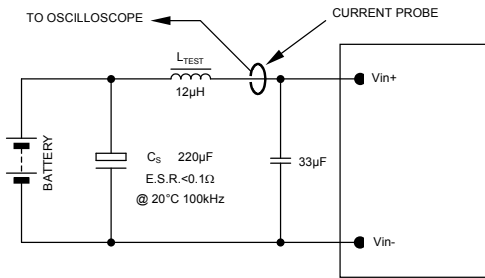 TO OSCILLOSCOPE
CURRENT PROBE
LTEST
12µH
Vin+
BATTERY
CS 220µF
E.S.R.<0.1Ω
@ 20°C 100kHz
33µF
Vin-